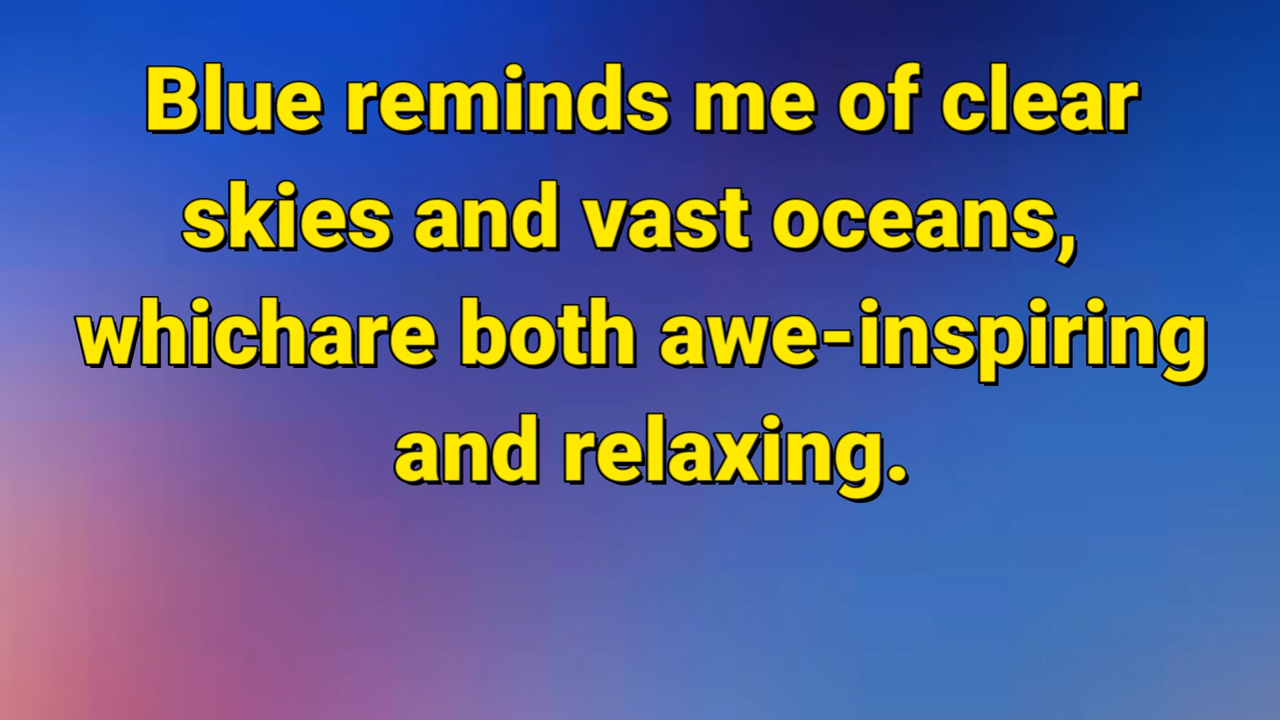 Blue reminds me of clear
skies and vast oceans,
whichare both awe-inspiring
and relaxing.